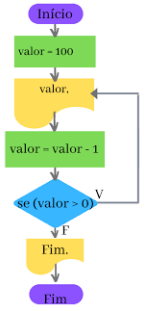 Início
valor = 100
valor,
valor = valor - 1
se (valor > 0)
V
F
Fim.
Fim